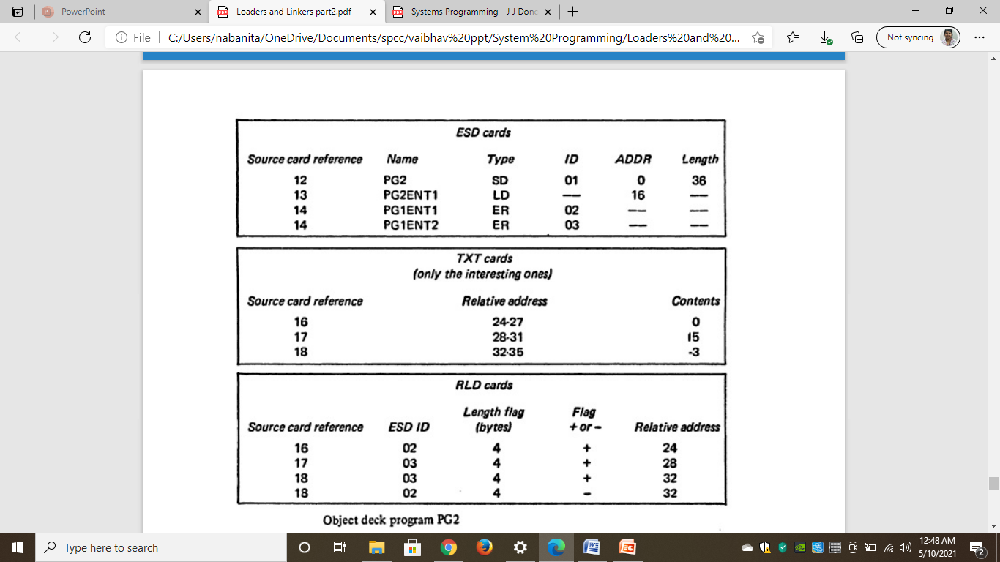 PowerPoint
Loaders and Linkers part2.pdf
Systems Programming - J J Donc
File
C:/Users/nabanita/OneDrive/Documents/spcc/vaibhav%20ppt/System%20Programming/Loaders%20and%20...
Not syncing
ESD cards
Source card reference Name Type ID ADDR Length
12 PG2 SD 01 0 36
13 PG2ENT1 LD — 16 —
14 PG1ENT1 ER 02 — —
14 PG1ENT2 ER 03 — —
TXT cards
(only the interesting ones)
Source card reference Relative address Contents
16 24-27 0
17 28-31 15
18 32-35 -3
RLD cards
Length flag Flag
Source card reference ESD ID (bytes) + or - Relative address
16 02 4 + 24
17 03 4 + 28
18 03 4 + 32
18 02 4 - 32
Object deck program PG2
Type here to search
12:48 AM
5/10/2021
2